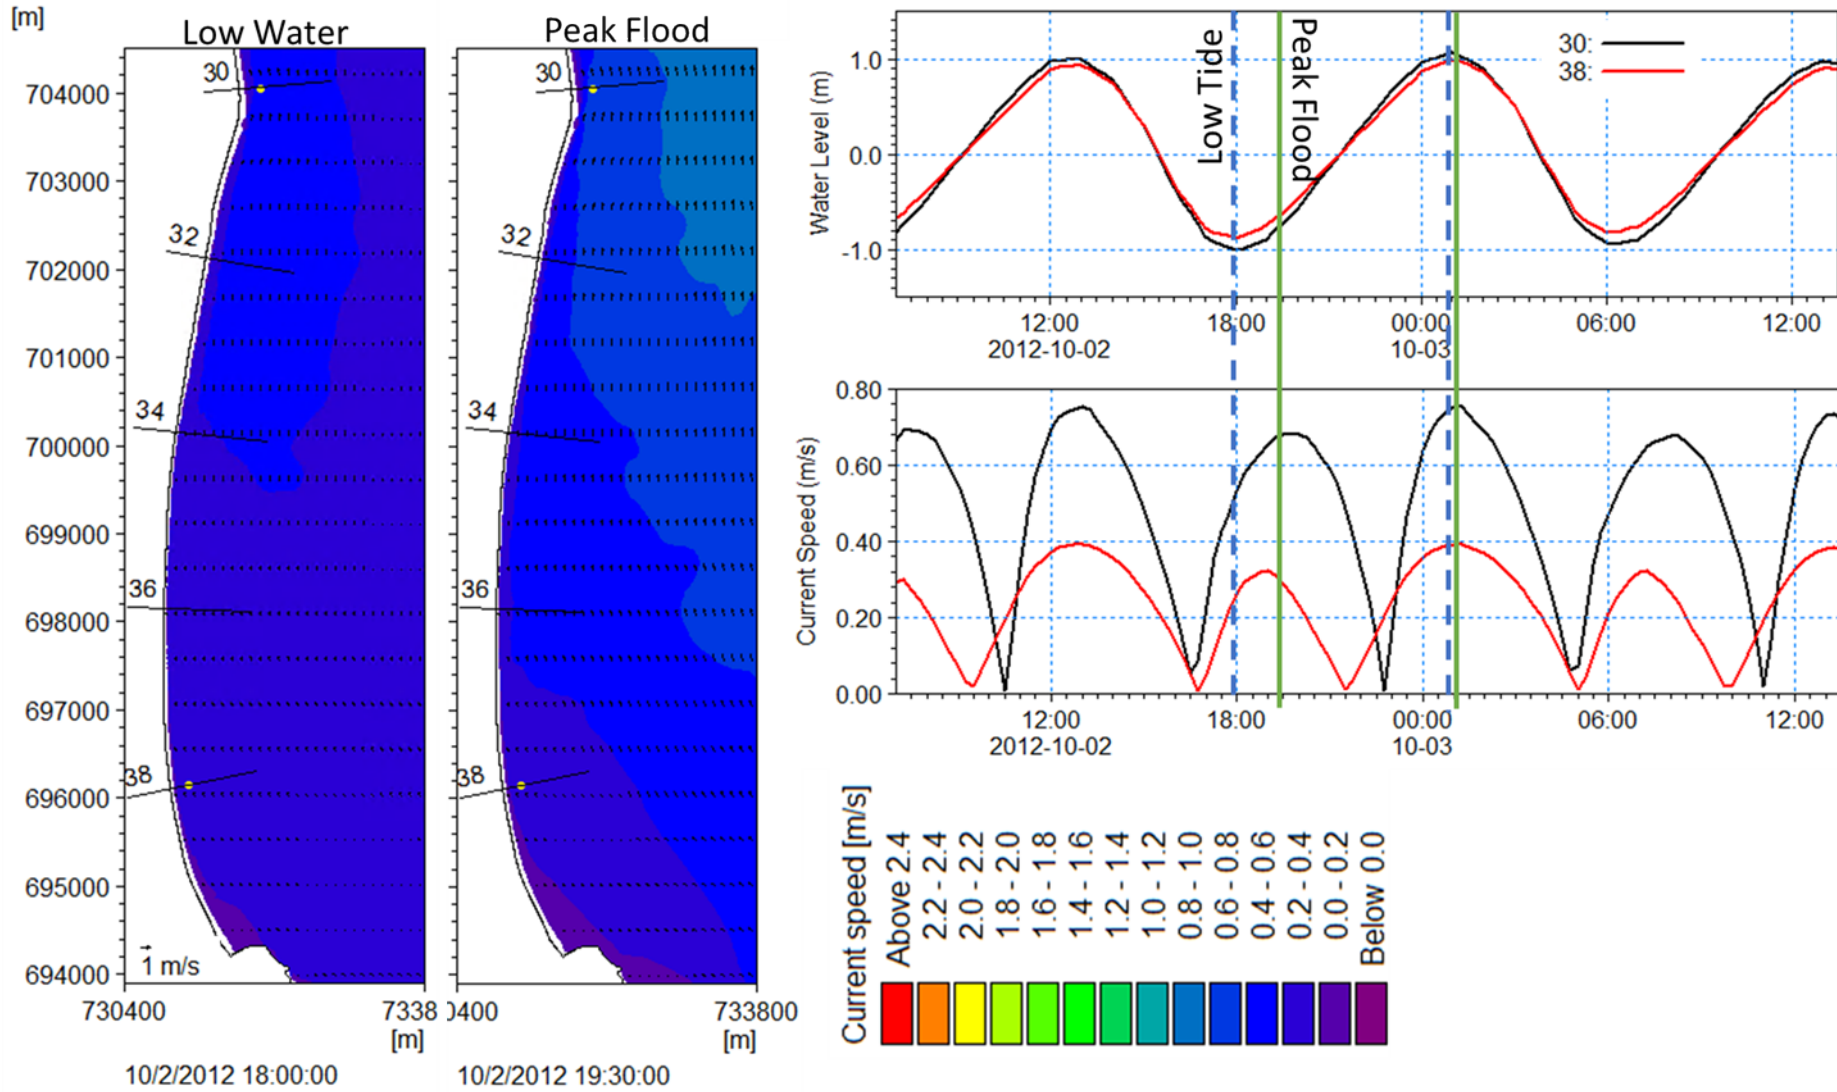 [m]
Low Water
30
704000
703000
32
702000
701000
34
700000
699000
36
698000
697000
38
696000
695000
694000
1 m/s
730400
7338
[m]
10/2/2012 18:00:00
Peak Flood
30
32
34
36
38
0400
733800
[m]
10/2/2012 19:30:00
Water Level (m)
1.0
0.0
-1.0
Low Tide
Peak Flood
30:
38:
12:00
18:00
00:00
06:00
12:00
2012-10-02
10-03
Current Speed (m/s)
0.80
0.60
0.40
0.20
0.00
12:00
18:00
00:00
06:00
12:00
2012-10-02
10-03
Current speed [m/s]
Above 2.4
2.2 - 2.4
2.0 - 2.2
1.8 - 2.0
1.6 - 1.8
1.4 - 1.6
1.2 - 1.4
1.0 - 1.2
0.8 - 1.0
0.6 - 0.8
0.4 - 0.6
0.2 - 0.4
0.0 - 0.2
Below 0.0